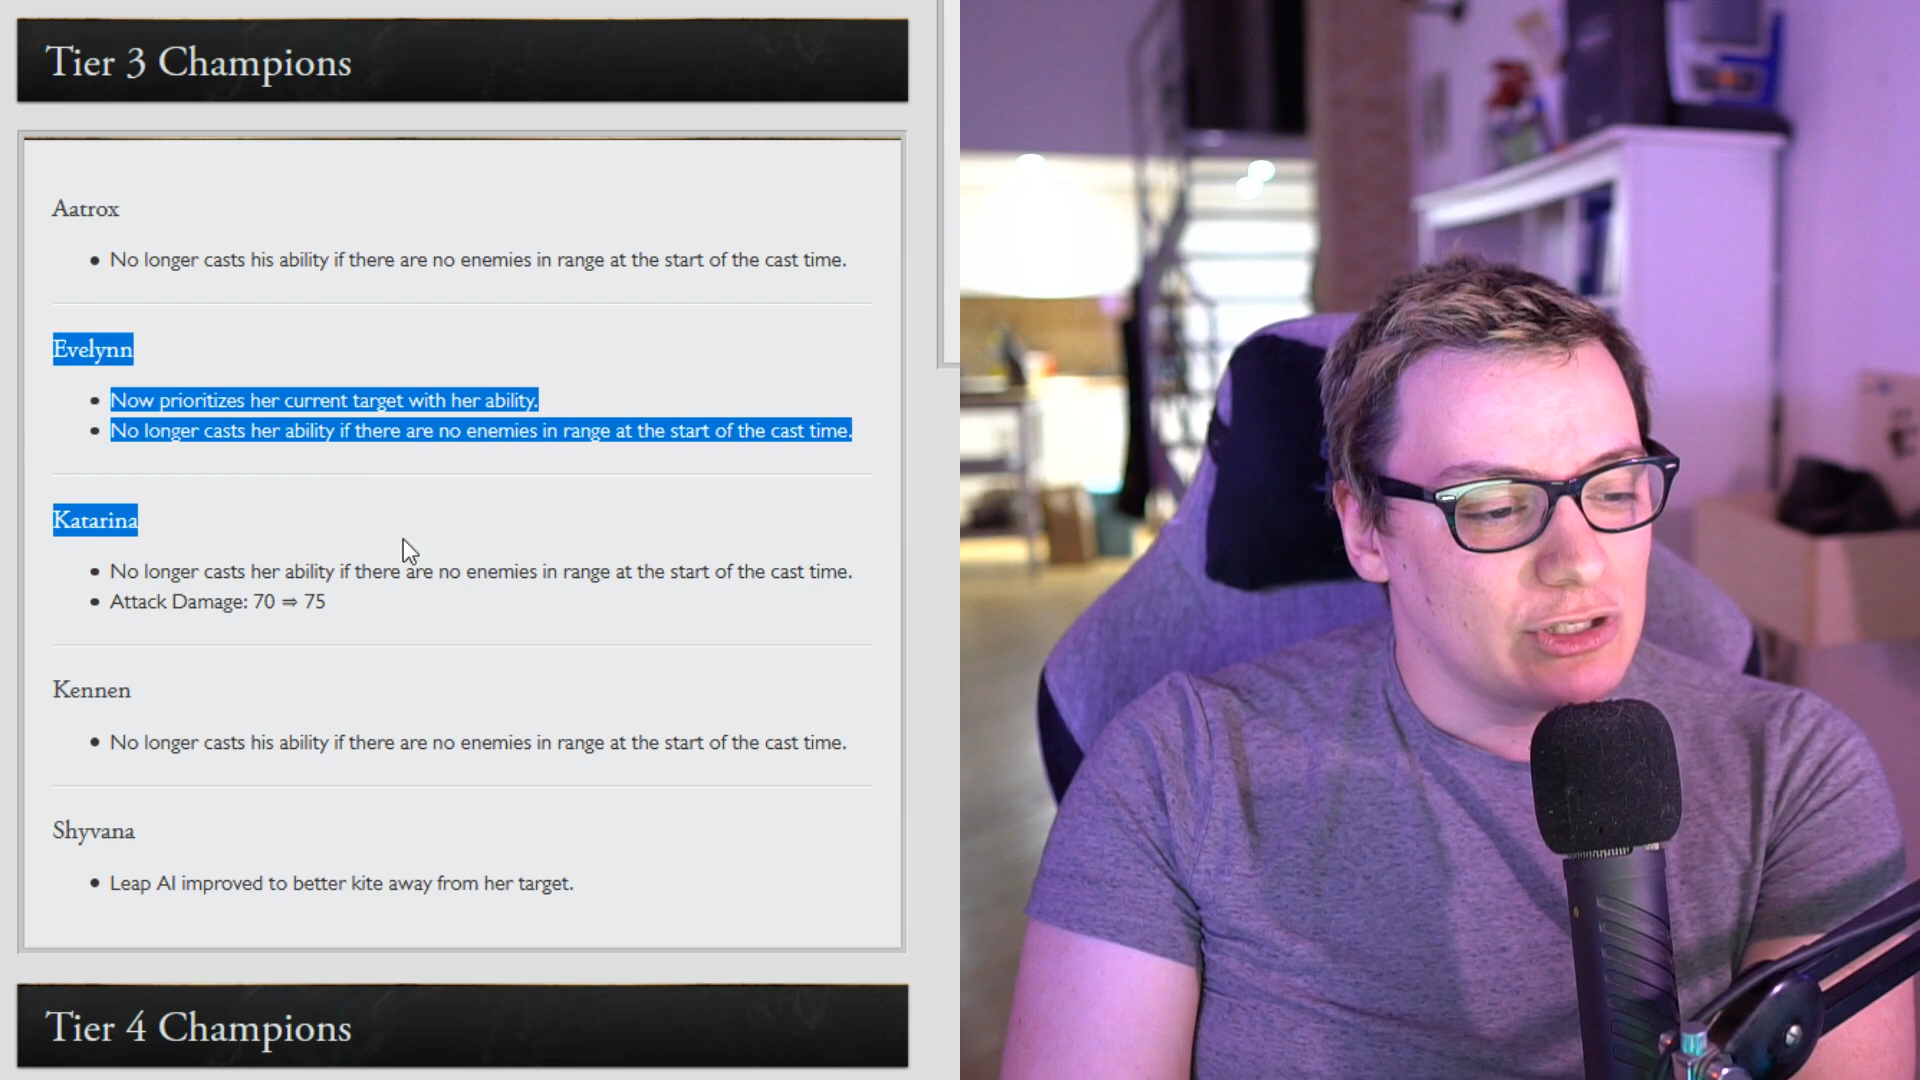 Tier 3 Champions
Aatrox
No longer casts his ability if there are no enemies in range at the start of the cast time.
Evelynn
Now prioritizes her current target with her ability.
No longer casts her ability if there are no enemies in range at the start of the cast time.
Katarina
No longer casts her ability if there are no enemies in range at the start of the cast time.
Attack Damage: 70 ⇒ 75
Kennen
No longer casts his ability if there are no enemies in range at the start of the cast time.
Shyvana
Leap AI improved to better kite away from her target.
Tier 4 Champions